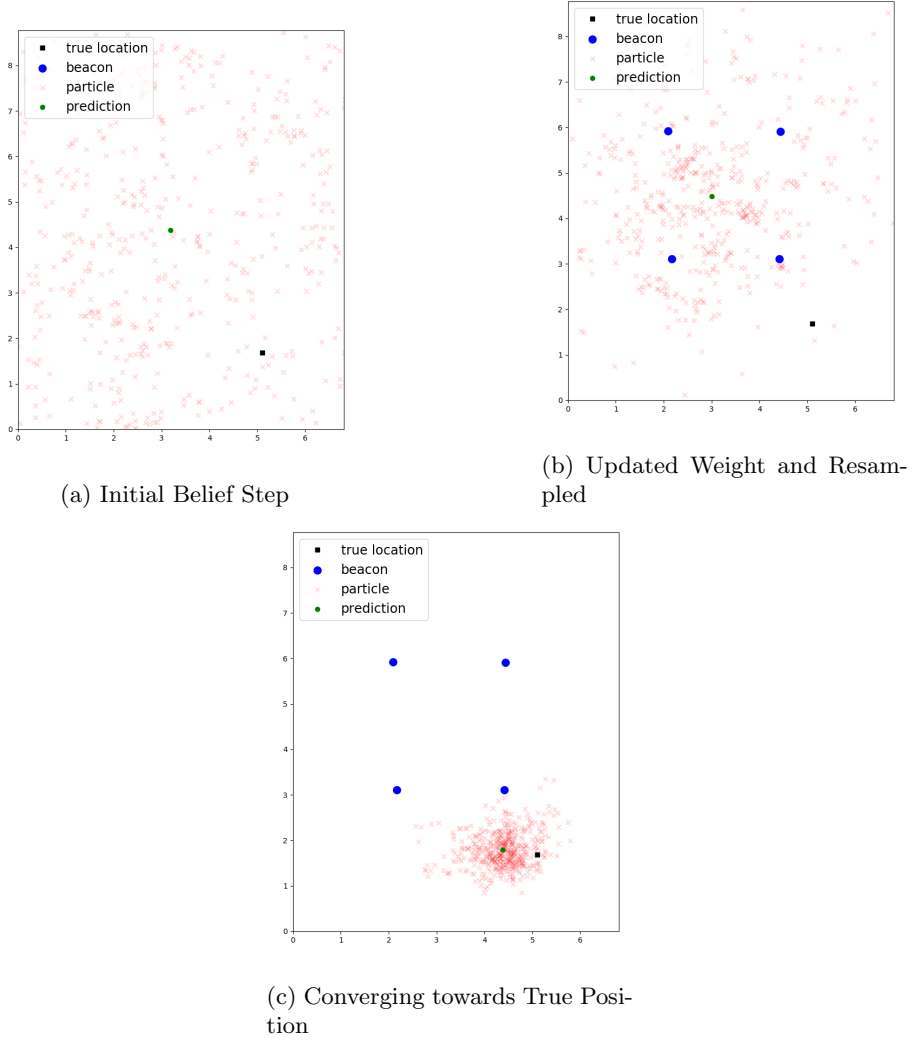 true location
beacon
particle
prediction
8
7
6
5
4
3
2
1
0
0 1 2 3 4 5 6
(a) Initial Belief Step
true location
beacon
particle
prediction
8
7
6
5
4
3
2
1
0
0 1 2 3 4 5 6
(b) Updated Weight and Resam-
pled
true location
beacon
particle
prediction
8
7
6
5
4
3
2
1
0
0 1 2 3 4 5 6
(c) Converging towards True Posi-
tion